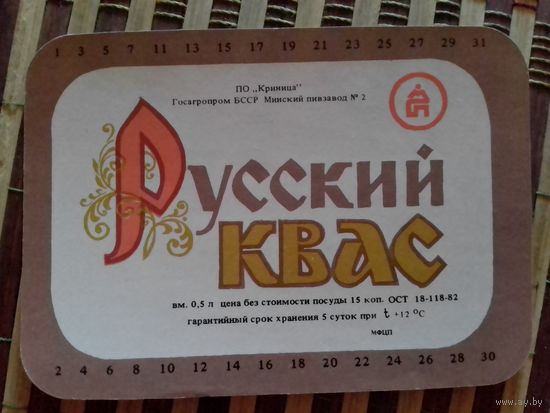 1 3 5 7 9 11 13 15 17 19 21 23 25 27 29 31
ПО „Криница"
Госагропром БССР Минский пивзавод № 2
Русский
квас
вм. 0,5 л цена без стоимости посуды 15 коп. ОСТ 18-118-82
гарантийный срок хранения 5 суток при t +12 °С
МФЦП
2 4 6 8 10 12 14 16 18 20 22 24 26 28 30
www.ay.by